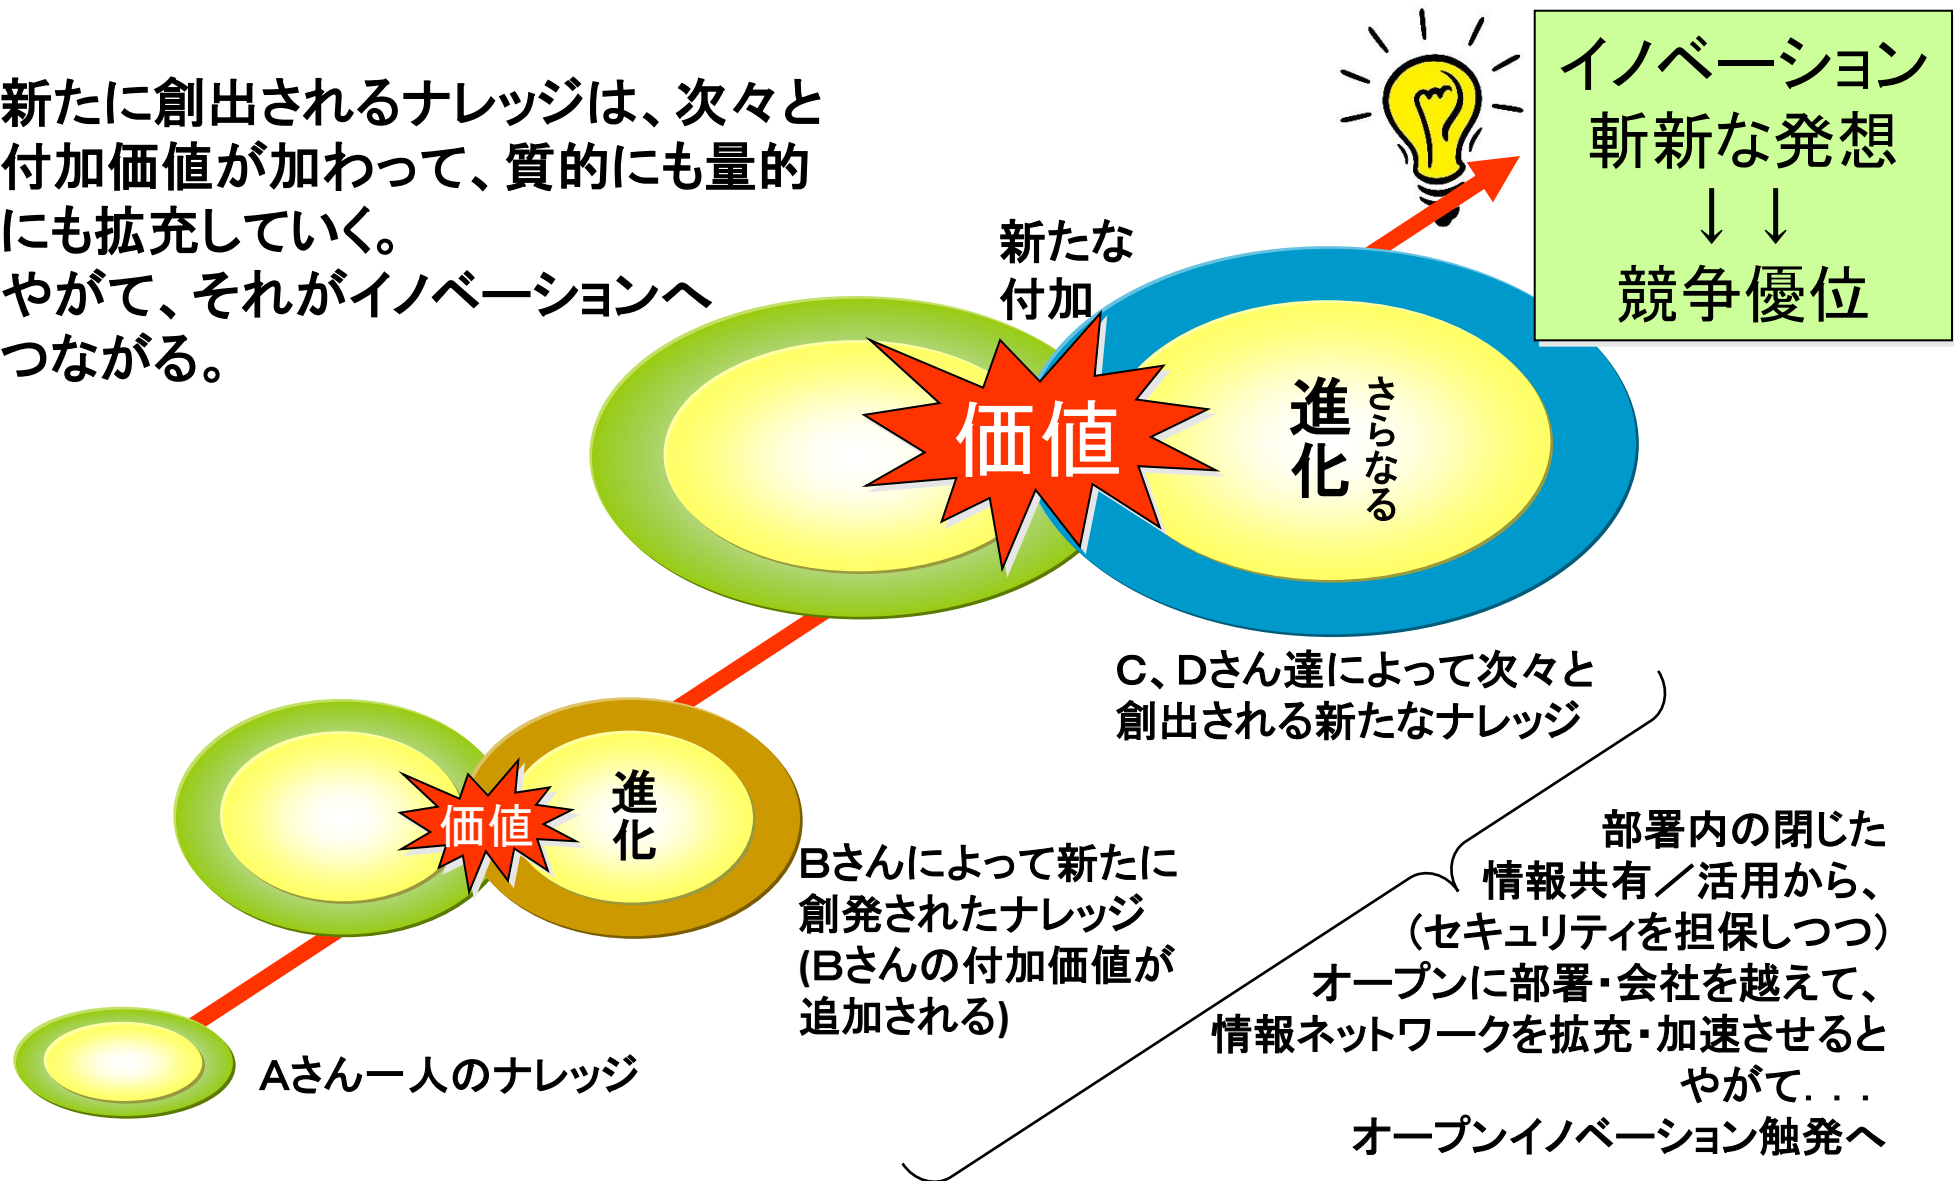 新たに創出されるナレッジは、次々と
付加価値が加わって、質的にも量的
にも拡充していく。
やがて、それがイノベーションへ
つながる。
イノベーション
斬新な発想
↓↓
競争優位
新たな
付加
価値
進化
さらなる
C、Dさん達によって次々と
創出される新たなナレッジ
価値
進化
Bさんによって新たに
創発されたナレッジ
(Bさんの付加価値が
追加される)
Aさん一人のナレッジ
部署内の閉じた
情報共有／活用から、
（セキュリティを担保しつつ）
オープンに部署・会社を越えて、
情報ネットワークを拡充・加速させると
やがて．．．
オープンイノベーション触発へ